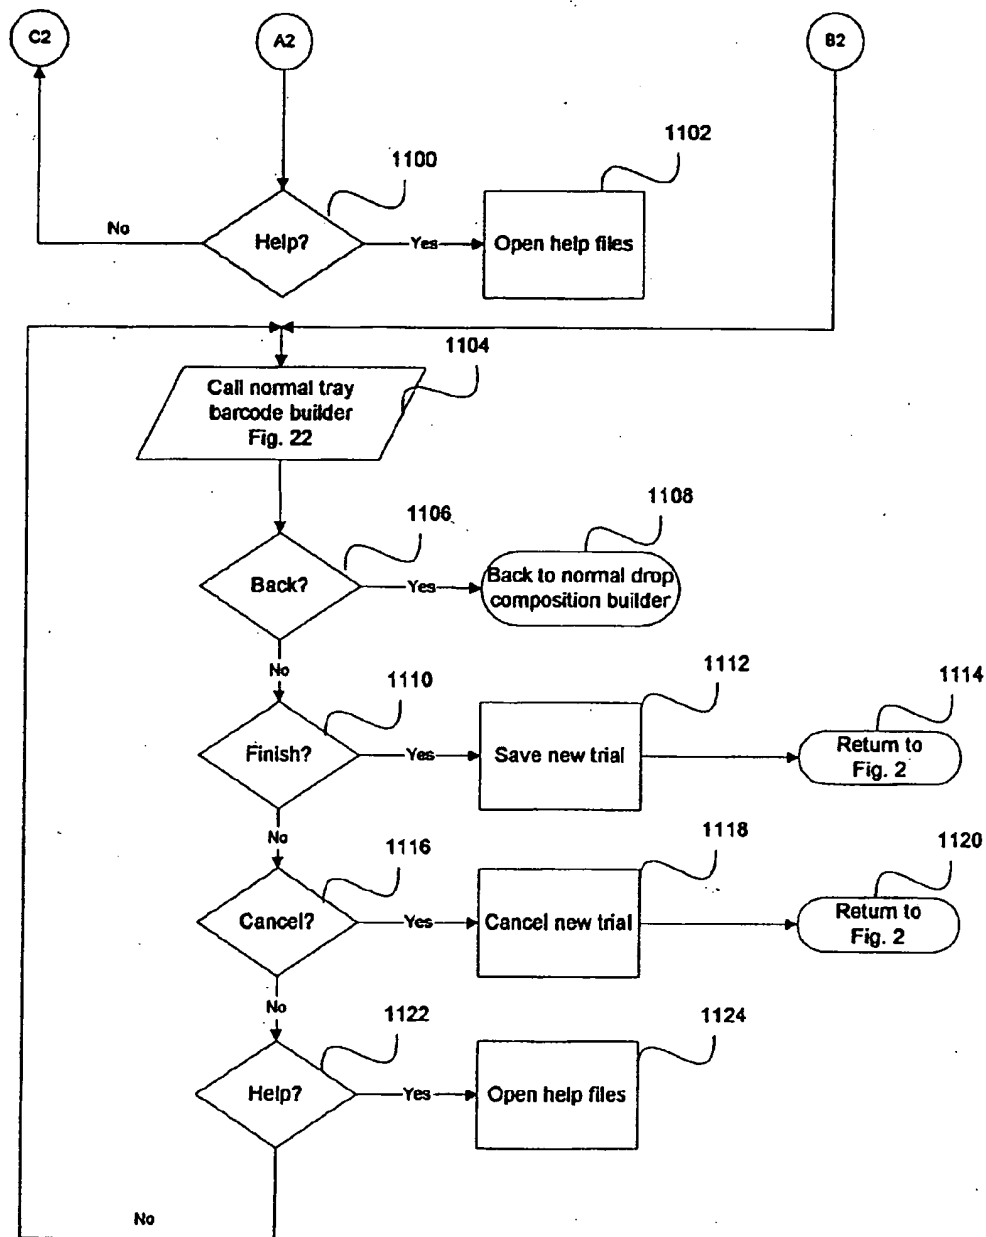 C2
A2
B2
1102
1100
No
Help?
Yes
Open help files
1104
Call normal tray
barcode builder
Fig. 22
1108
1106
Back?
Yes
Back to normal drop
composition builder
No
1110
1112
1114
Finish?
Yes
Save new trial
Return to
Fig. 2
No
1116
1118
1120
Cancel?
Yes
Cancel new trial
Return to
Fig. 2
No
1122
1124
Help?
Yes
Open help files
No